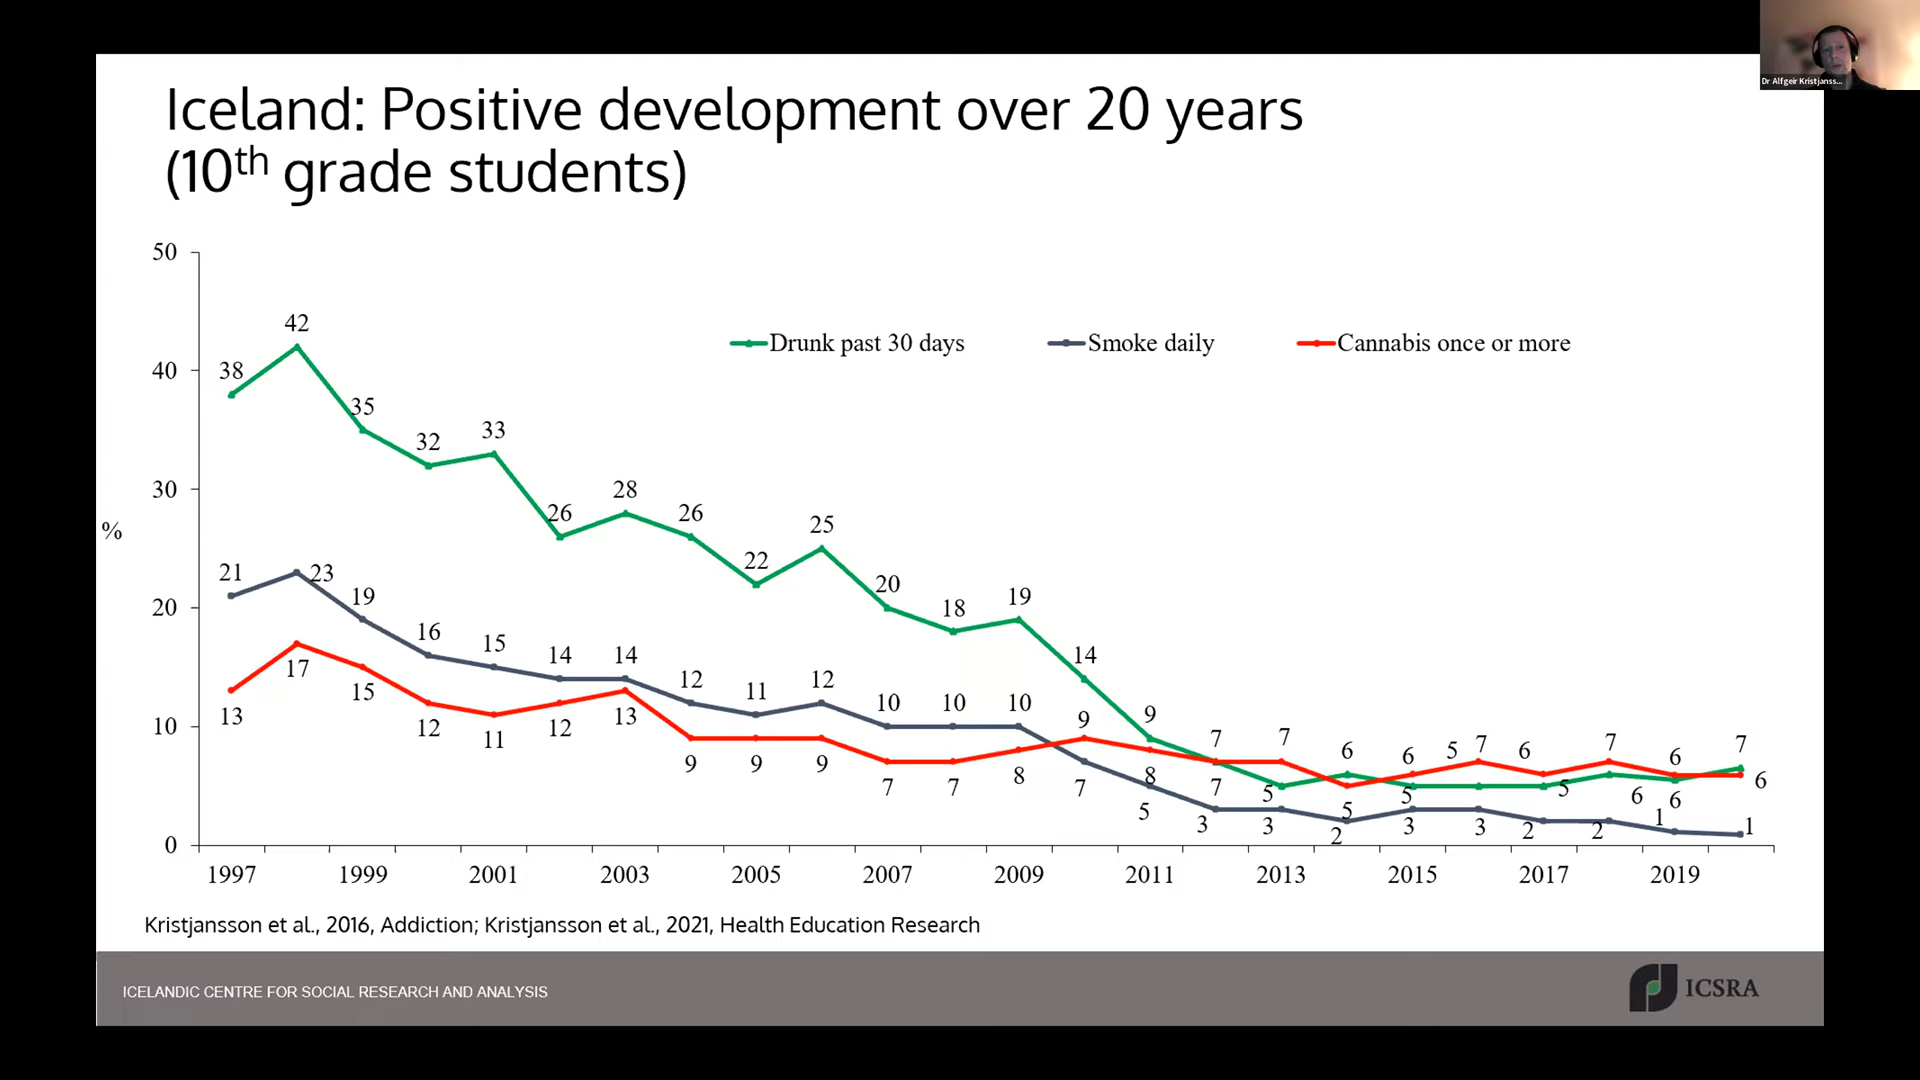 Dr Alfgeir Kristjanss...
Iceland: Positive development over 20 years
(10th grade students)
50
40
30
20
10
0
%
Drunk past 30 days
Smoke daily
Cannabis once or more
38 42 35 32 33 26 28 26 22 25 20 18 19 14 9 7 5 6 5 5 5 6 6 7
21 23 19 16 15 14 14 12 11 12 10 10 10 7 5 3 3 2 3 3 2 2 1 1
13 17 15 12 11 12 13 9 9 9 7 7 8 9 8 7 7 5 6 7 6 7 6 6
1997 1999 2001 2003 2005 2007 2009 2011 2013 2015 2017 2019
Kristjansson et al., 2016, Addiction; Kristjansson et al., 2021, Health Education Research
ICELANDIC CENTRE FOR SOCIAL RESEARCH AND ANALYSIS
ICSRA